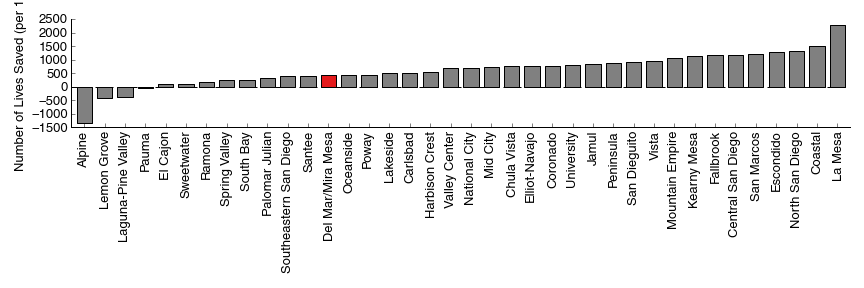 Number of Lives Saved (per 1
2500
2000
1500
1000
500
0
−500
−1000
−1500
Alpine
Lemon Grove
Laguna-Pine Valley
Pauma
El Cajon
Sweetwater
Ramona
Spring Valley
South Bay
Palomar Julian
Southeastern San Diego
Santee
Del Mar/Mira Mesa
Oceanside
Poway
Lakeside
Carlsbad
Harbison Crest
Valley Center
National City
Mid City
Chula Vista
Elliot-Navajo
Coronado
University
Jamul
Peninsula
San Dieguito
Vista
Mountain Empire
Kearny Mesa
Fallbrook
Central San Diego
San Marcos
Escondido
North San Diego
Coastal
La Mesa